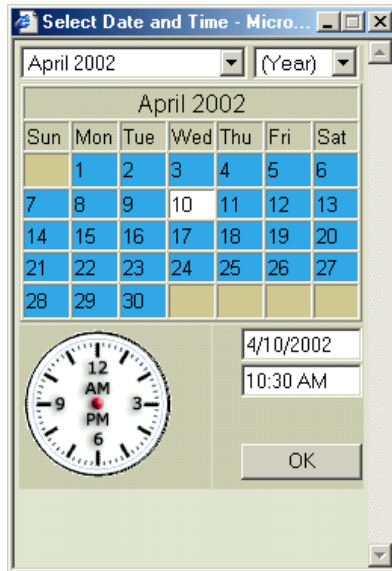 Select Date and Time - Micro...
April 2002 (Year)
April 2002
Sun Mon Tue Wed Thu Fri Sat
1 2 3 4 5 6
7 8 9 10 11 12 13
14 15 16 17 18 19 20
21 22 23 24 25 26 27
28 29 30
4/10/2002
10:30 AM
12
AM
9 3
PM
6
OK